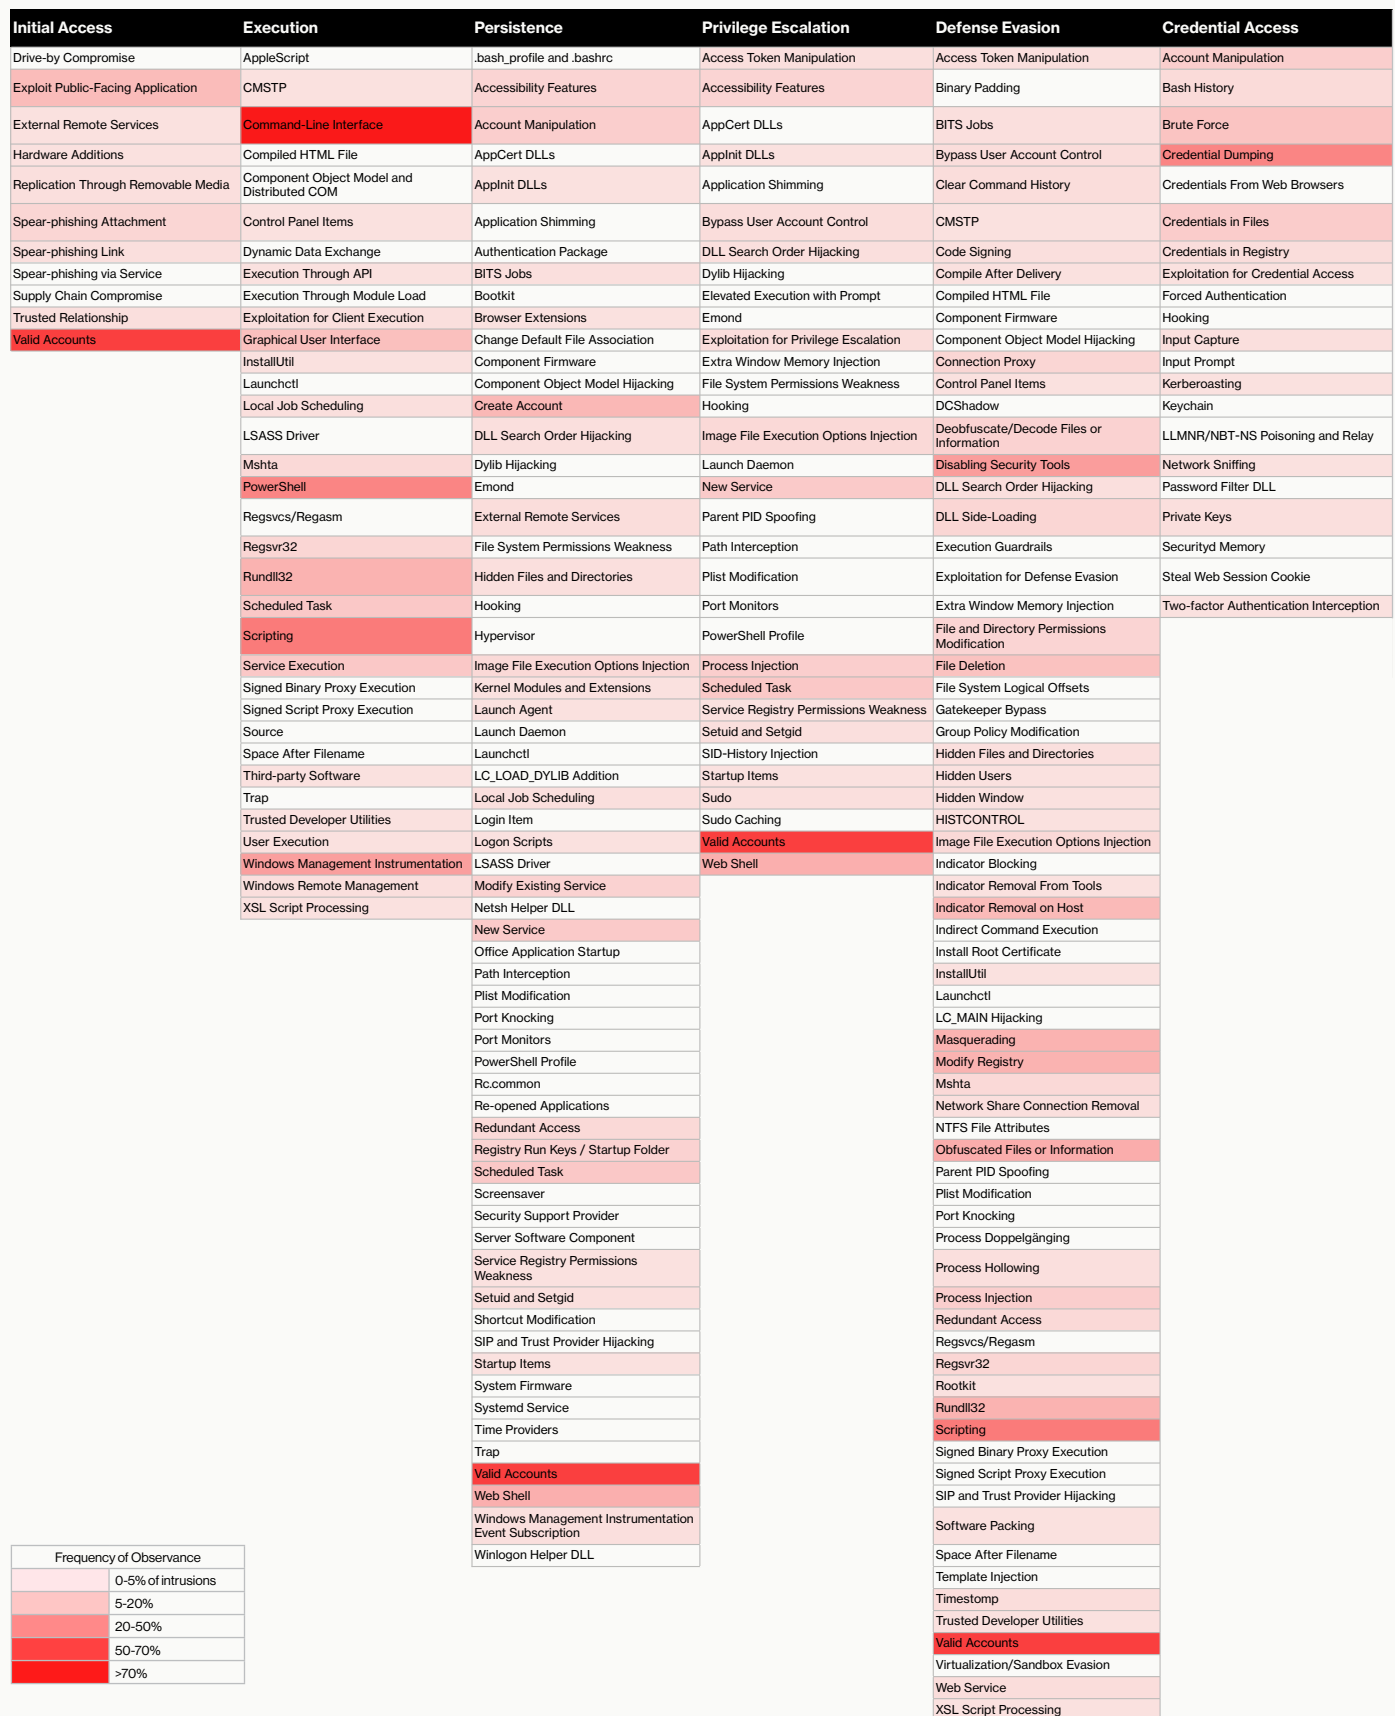 Initial Access
Drive-by Compromise
Exploit Public-Facing Application
External Remote Services
Hardware Additions
Replication Through Removable Media
Spear-phishing Attachment
Spear-phishing Link
Spear-phishing via Service
Supply Chain Compromise
Trusted Relationship
Valid Accounts
Execution
AppleScript
CMSTP
Command-Line Interface
Compiled HTML File
Component Object Model and
Distributed COM
Control Panel Items
Dynamic Data Exchange
Execution Through API
Execution Through Module Load
Exploitation for Client Execution
Graphical User Interface
InstallUtil
Launchctl
Local Job Scheduling
LSASS Driver
Mshta
PowerShell
Regsvcs/Regasm
Regsvr32
Rundll32
Scheduled Task
Scripting
Service Execution
Signed Binary Proxy Execution
Signed Script Proxy Execution
Source
Space After Filename
Third-party Software
Trap
Trusted Developer Utilities
User Execution
Windows Management Instrumentation
Windows Remote Management
XSL Script Processing
Persistence
.bash_profile and .bashrc
Accessibility Features
Account Manipulation
AppCert DLLs
AppInit DLLs
Application Shimming
Authentication Package
BITS Jobs
Bootkit
Browser Extensions
Change Default File Association
Component Firmware
Component Object Model Hijacking
Create Account
DLL Search Order Hijacking
Dylib Hijacking
Emond
External Remote Services
File System Permissions Weakness
Hidden Files and Directories
Hooking
Hypervisor
Image File Execution Options Injection
Kernel Modules and Extensions
Launch Agent
Launch Daemon
Launchctl
LC_LOAD_DYLIB Addition
Local Job Scheduling
Login Item
Logon Scripts
LSASS Driver
Modify Existing Service
Netsh Helper DLL
New Service
Office Application Startup
Path Interception
Plist Modification
Port Knocking
Port Monitors
PowerShell Profile
Rc.common
Re-opened Applications
Redundant Access
Registry Run Keys / Startup Folder
Scheduled Task
Screensaver
Security Support Provider
Server Software Component
Service Registry Permissions
Weakness
Setuid and Setgid
Shortcut Modification
SIP and Trust Provider Hijacking
Startup Items
System Firmware
Systemd Service
Time Providers
Trap
Valid Accounts
Web Shell
Windows Management Instrumentation
Event Subscription
Winlogon Helper DLL
Privilege Escalation
Access Token Manipulation
Accessibility Features
AppCert DLLs
AppInit DLLs
Application Shimming
Bypass User Account Control
DLL Search Order Hijacking
Dylib Hijacking
Elevated Execution with Prompt
Emond
Exploitation for Privilege Escalation
Extra Window Memory Injection
File System Permissions Weakness
Hooking
Image File Execution Options Injection
Launch Daemon
New Service
Parent PID Spoofing
Path Interception
Plist Modification
Port Monitors
PowerShell Profile
Process Injection
Scheduled Task
Service Registry Permissions Weakness
Setuid and Setgid
SID-History Injection
Startup Items
Sudo
Sudo Caching
Valid Accounts
Web Shell
Defense Evasion
Access Token Manipulation
Binary Padding
BITS Jobs
Bypass User Account Control
Clear Command History
CMSTP
Code Signing
Compile After Delivery
Compiled HTML File
Component Firmware
Component Object Model Hijacking
Connection Proxy
Control Panel Items
DCShadow
Deobfuscate/Decode Files or
Information
Disabling Security Tools
DLL Search Order Hijacking
DLL Side-Loading
Execution Guardrails
Exploitation for Defense Evasion
Extra Window Memory Injection
File and Directory Permissions
Modification
File Deletion
File System Logical Offsets
Gatekeeper Bypass
Group Policy Modification
Hidden Files and Directories
Hidden Users
Hidden Window
HISTCONTROL
Image File Execution Options Injection
Indicator Blocking
Indicator Removal From Tools
Indicator Removal on Host
Indirect Command Execution
Install Root Certificate
InstallUtil
Launchctl
LC_MAIN Hijacking
Masquerading
Modify Registry
Mshta
Network Share Connection Removal
NTFS File Attributes
Obfuscated Files or Information
Parent PID Spoofing
Plist Modification
Port Knocking
Process Doppelgänging
Process Hollowing
Process Injection
Redundant Access
Regsvcs/Regasm
Regsvr32
Rootkit
Rundll32
Scripting
Signed Binary Proxy Execution
Signed Script Proxy Execution
SIP and Trust Provider Hijacking
Software Packing
Space After Filename
Template Injection
Timestomp
Trusted Developer Utilities
Valid Accounts
Virtualization/Sandbox Evasion
Web Service
XSL Script Processing
Credential Access
Account Manipulation
Bash History
Brute Force
Credential Dumping
Credentials From Web Browsers
Credentials in Files
Credentials in Registry
Exploitation for Credential Access
Forced Authentication
Hooking
Input Capture
Input Prompt
Kerberoasting
Keychain
LLMNR/NBT-NS Poisoning and Relay
Network Sniffing
Password Filter DLL
Private Keys
Securityd Memory
Steal Web Session Cookie
Two-factor Authentication Interception
Frequency of Observance
0-5% of intrusions
5-20%
20-50%
50-70%
>70%